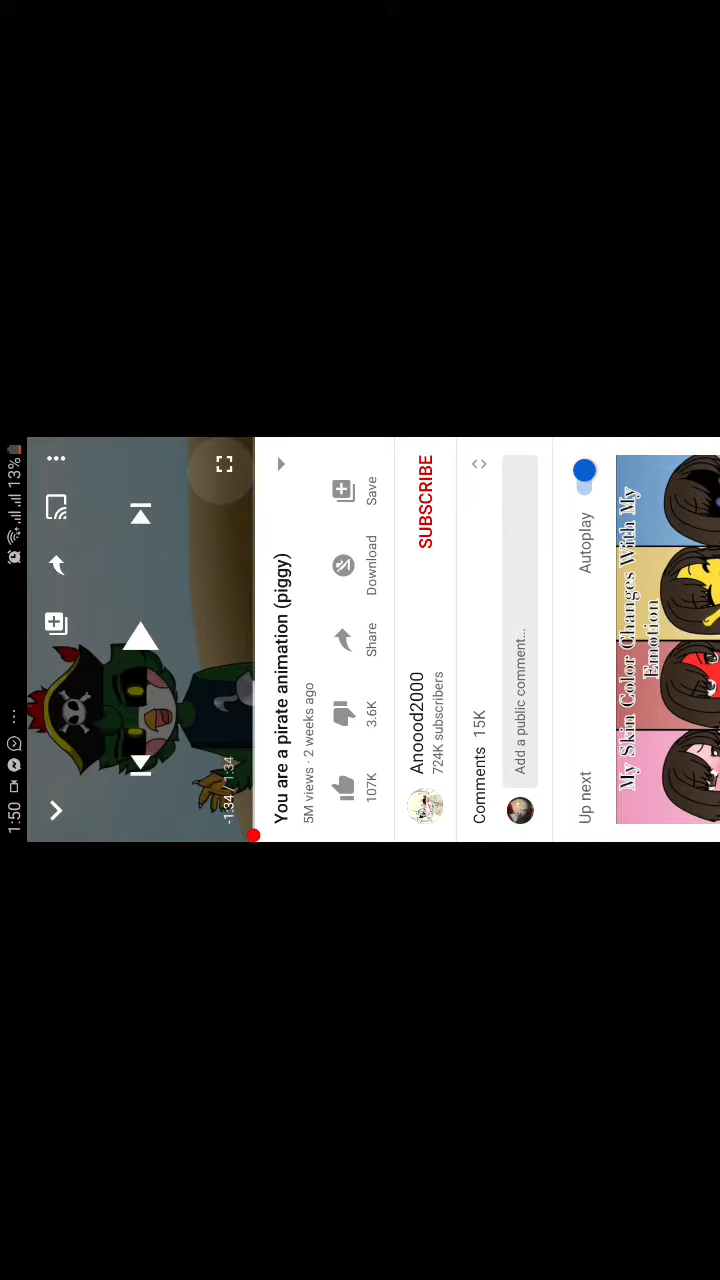 1:50
13%
-1:34 / 1:34
You are a pirate animation (piggy)
5M views · 2 weeks ago
107K
3.6K
Share
Download
Save
Anoood2000
724K subscribers
SUBSCRIBE
Comments 15K
Add a public comment...
Up next
Autoplay
My Skin Color Changes With My
Emotion